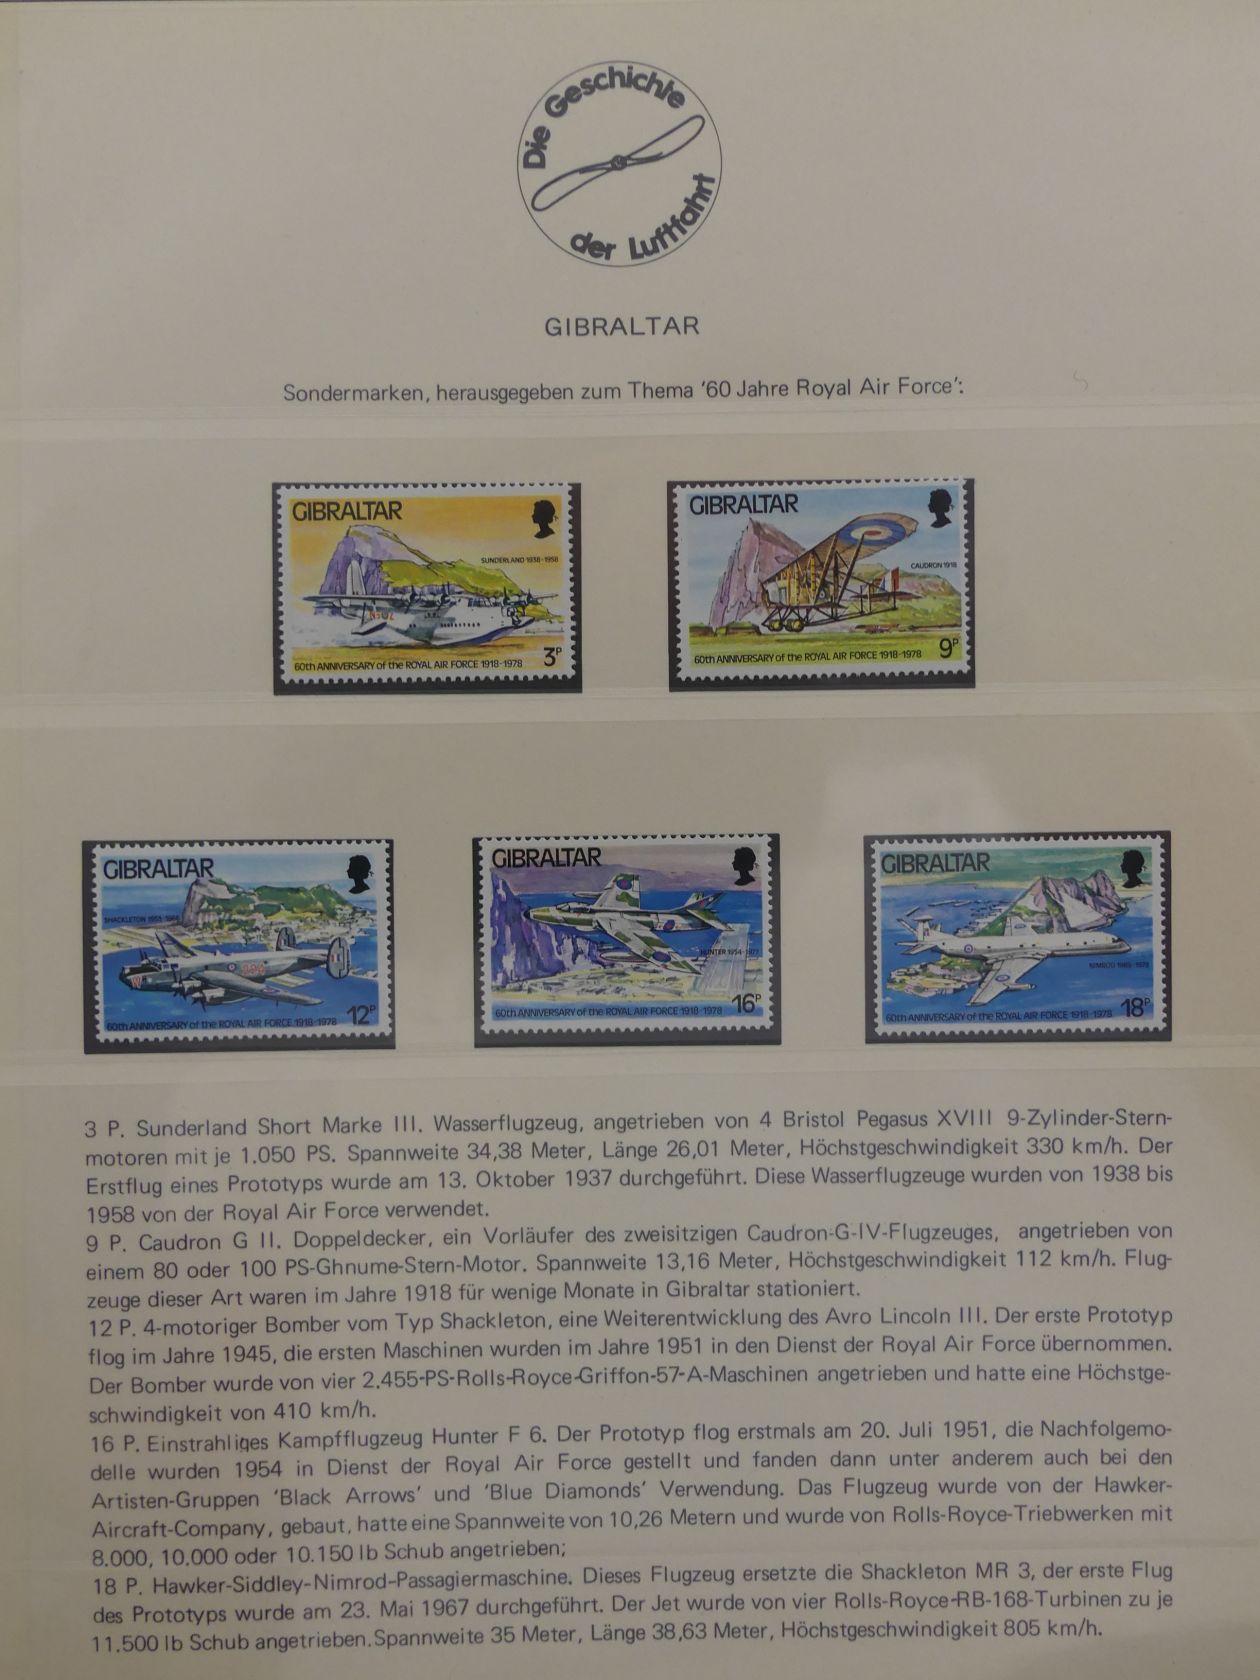 Die Geschichte
der Luftfahrt
GIBRALTAR
Sondermarken, herausgegeben zum Thema '60 Jahre Royal Air Force':
GIBRALTAR
SUNDERLAND 1938-1958
60th ANNIVERSARY of the ROYAL AIR FORCE 1918-1978
3P
GIBRALTAR
CAUDRON 1918
60th ANNIVERSARY of the ROYAL AIR FORCE 1918-1978
9P
GIBRALTAR
SHACKLETON 1953-1966
60th ANNIVERSARY of the ROYAL AIR FORCE 1918-1978
12P
GIBRALTAR
HUNTER 1954-1977
60th ANNIVERSARY of the ROYAL AIR FORCE 1918-1978
16P
GIBRALTAR
NIMROD 1969-1978
60th ANNIVERSARY of the ROYAL AIR FORCE 1918-1978
18P
3 P. Sunderland Short Marke III. Wasserflugzeug, angetrieben von 4 Bristol Pegasus XVIII 9-Zylinder-Stern-
motoren mit je 1.050 PS. Spannweite 34,38 Meter, Länge 26,01 Meter, Höchstgeschwindigkeit 330 km/h. Der
Erstflug eines Prototyps wurde am 13. Oktober 1937 durchgeführt. Diese Wasserflugzeuge wurden von 1938 bis
1958 von der Royal Air Force verwendet.
9 P. Caudron G II. Doppeldecker, ein Vorläufer des zweisitzigen Caudron-G-IV-Flugzeuges, angetrieben von
einem 80 oder 100 PS-Ghnume-Stern-Motor. Spannweite 13,16 Meter, Höchstgeschwindigkeit 112 km/h. Flug-
zeuge dieser Art waren im Jahre 1918 für wenige Monate in Gibraltar stationiert.
12 P. 4-motoriger Bomber vom Typ Shackleton, eine Weiterentwicklung des Avro Lincoln III. Der erste Prototyp
flog im Jahre 1945, die ersten Maschinen wurden im Jahre 1951 in den Dienst der Royal Air Force übernommen.
Der Bomber wurde von vier 2.455-PS-Rolls-Royce-Griffon-57-A-Maschinen angetrieben und hatte eine Höchstge-
schwindigkeit von 410 km/h.
16 P. Einstrahliges Kampfflugzeug Hunter F 6. Der Prototyp flog erstmals am 20. Juli 1951, die Nachfolgemo-
delle wurden 1954 in Dienst der Royal Air Force gestellt und fanden dann unter anderem auch bei den
Artisten-Gruppen 'Black Arrows' und 'Blue Diamonds' Verwendung. Das Flugzeug wurde von der Hawker-
Aircraft-Company, gebaut, hatte eine Spannweite von 10,26 Metern und wurde von Rolls-Royce-Triebwerken mit
8.000, 10.000 oder 10.150 lb Schub angetrieben;
18 P. Hawker-Siddley-Nimrod-Passagiermaschine. Dieses Flugzeug ersetzte die Shackleton MR 3, der erste Flug
des Prototyps wurde am 23. Mai 1967 durchgeführt. Der Jet wurde von vier Rolls-Royce-RB-168-Turbinen zu je
11.500 lb Schub angetrieben. Spannweite 35 Meter, Länge 38,63 Meter, Höchstgeschwindigkeit 805 km/h.